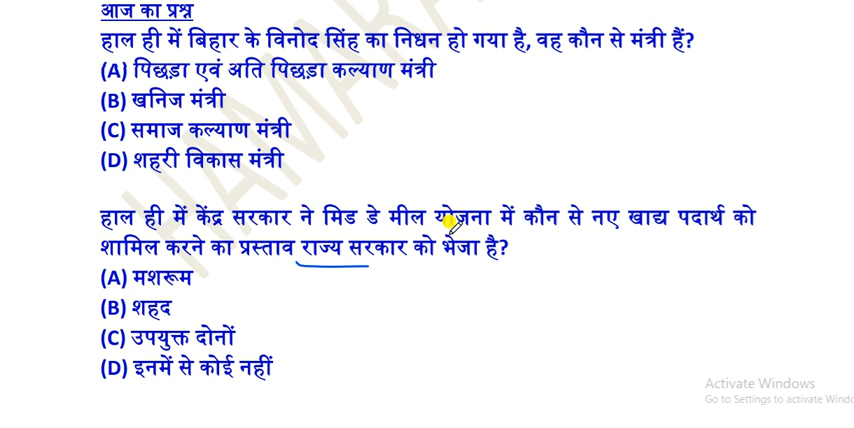 आज का प्रश्न
हाल ही में बिहार के विनोद सिंह का निधन हो गया है, वह कौन से मंत्री हैं?
(A) पिछड़ा एवं अति पिछड़ा कल्याण मंत्री
(B) खनिज मंत्री
(C) समाज कल्याण मंत्री
(D) शहरी विकास मंत्री
हाल ही में केंद्र सरकार ने मिड डे मील योजना में कौन से नए खाद्य पदार्थ को
शामिल करने का प्रस्ताव राज्य सरकार को भेजा है?
(A) मशरूम
(B) शहद
(C) उपयुक्त दोनों
(D) इनमें से कोई नहीं
Activate Windows
Go to Settings to activate Windo